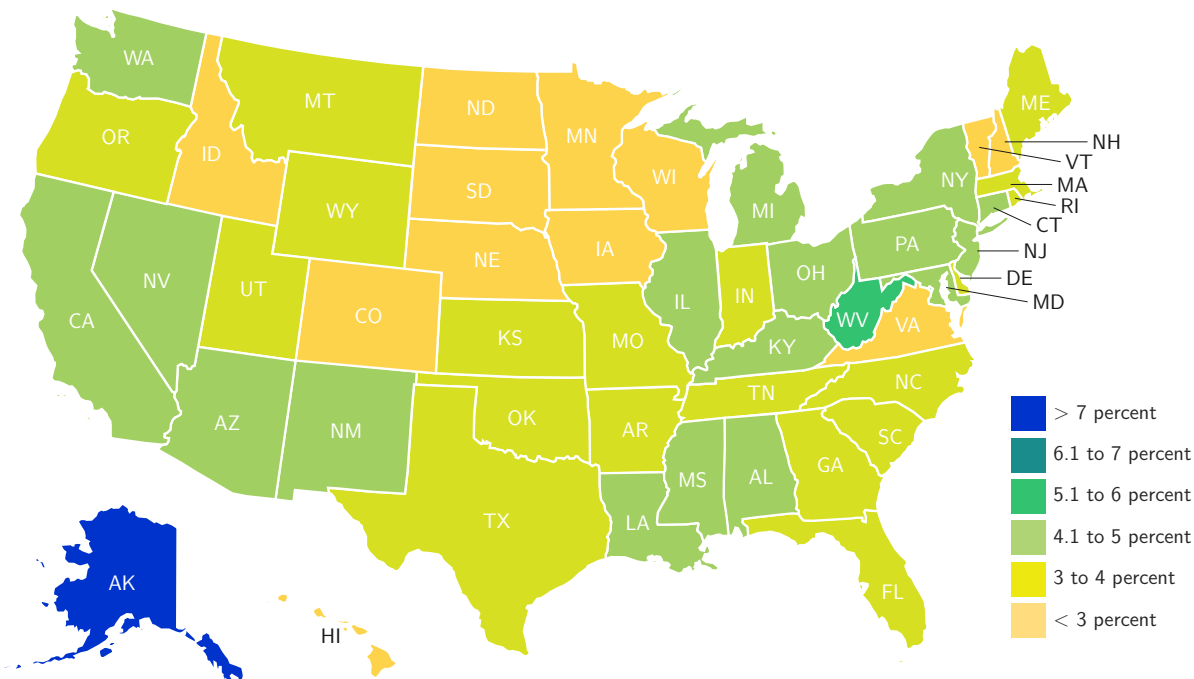 WA
MT
ND
MN
OR
ID
SD
WI
WY
MI
NY
ME
NH
VT
MA
RI
CT
NJ
DE
MD
NV
UT
CO
NE
IA
IL
IN
OH
PA
CA
KS
MO
KY
WV
VA
AZ
NM
OK
AR
TN
NC
SC
TX
LA
MS
AL
GA
FL
AK
HI
> 7 percent
6.1 to 7 percent
5.1 to 6 percent
4.1 to 5 percent
3 to 4 percent
< 3 percent